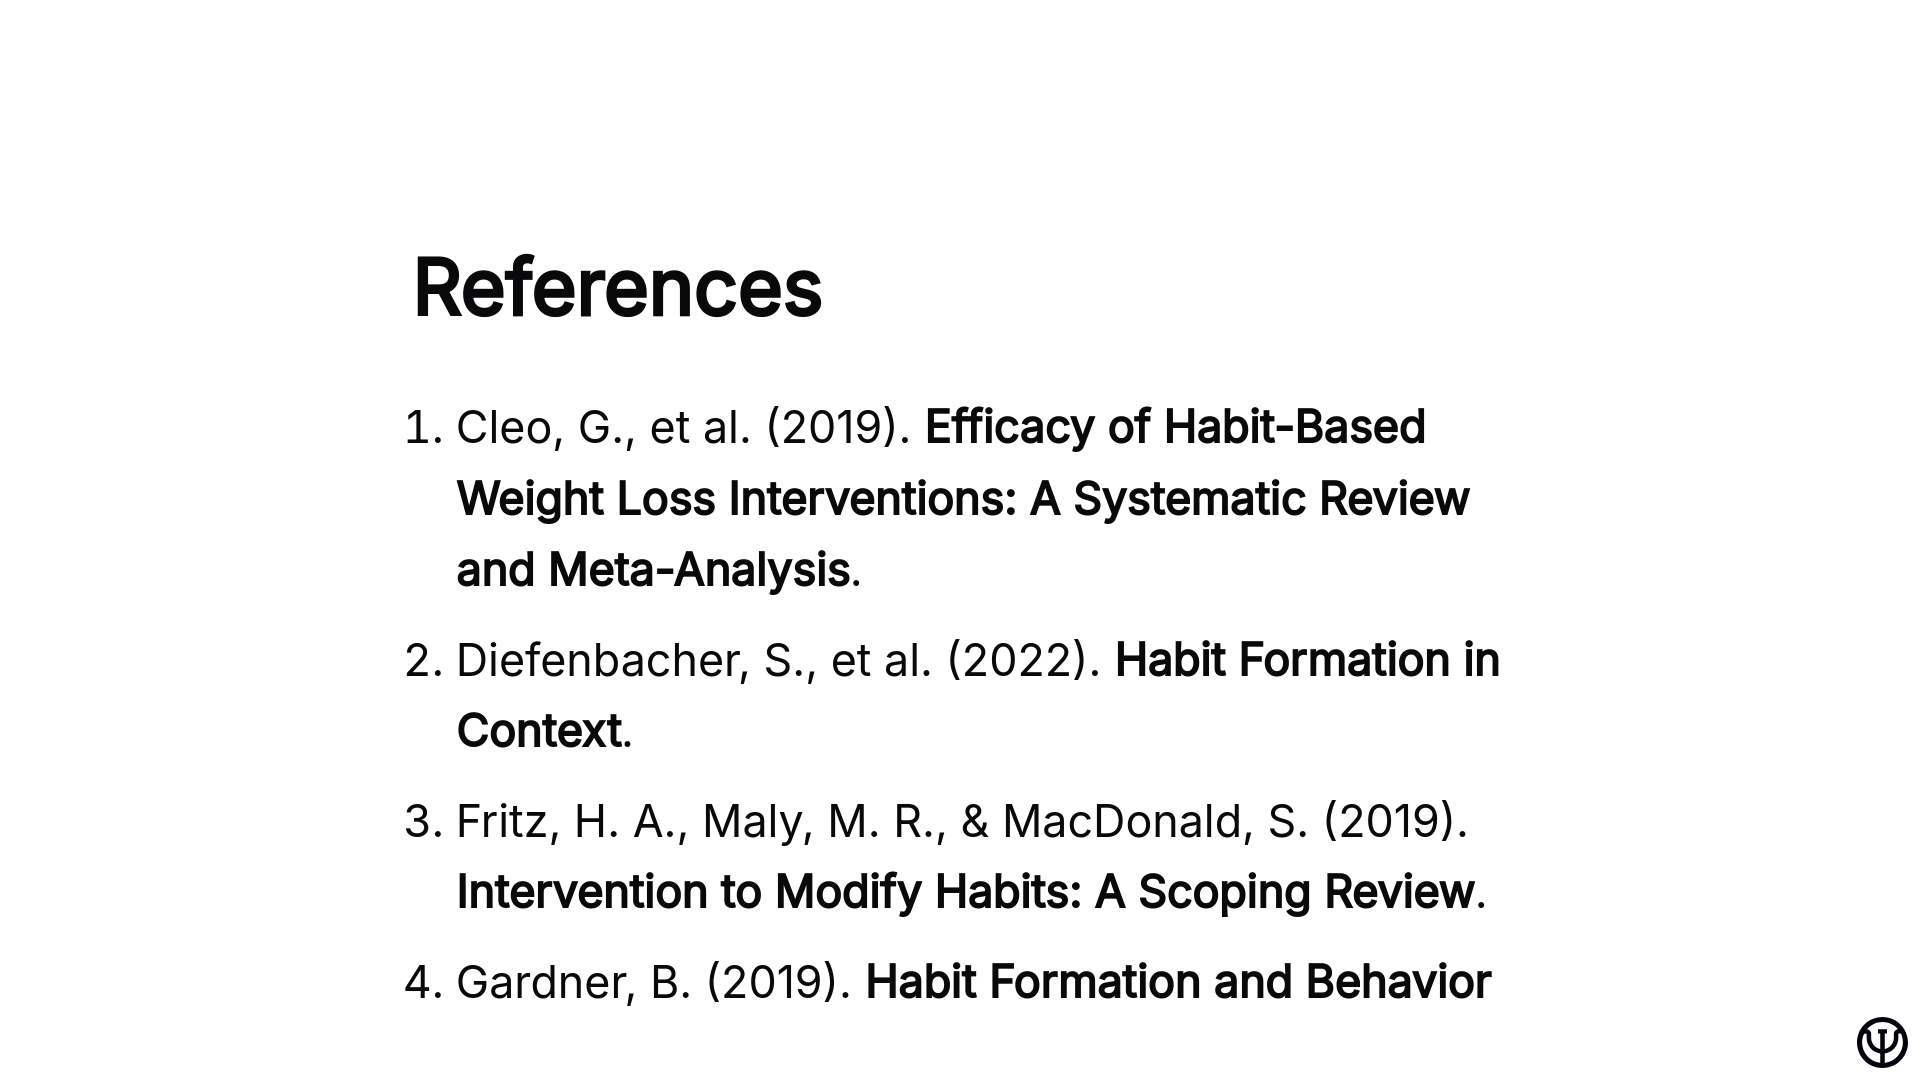 References
1. Cleo, G., et al. (2019). Efficacy of Habit-Based
Weight Loss Interventions: A Systematic Review
and Meta-Analysis.
2. Diefenbacher, S., et al. (2022). Habit Formation in
Context.
3. Fritz, H. A., Maly, M. R., & MacDonald, S. (2019).
Intervention to Modify Habits: A Scoping Review.
4. Gardner, B. (2019). Habit Formation and Behavior